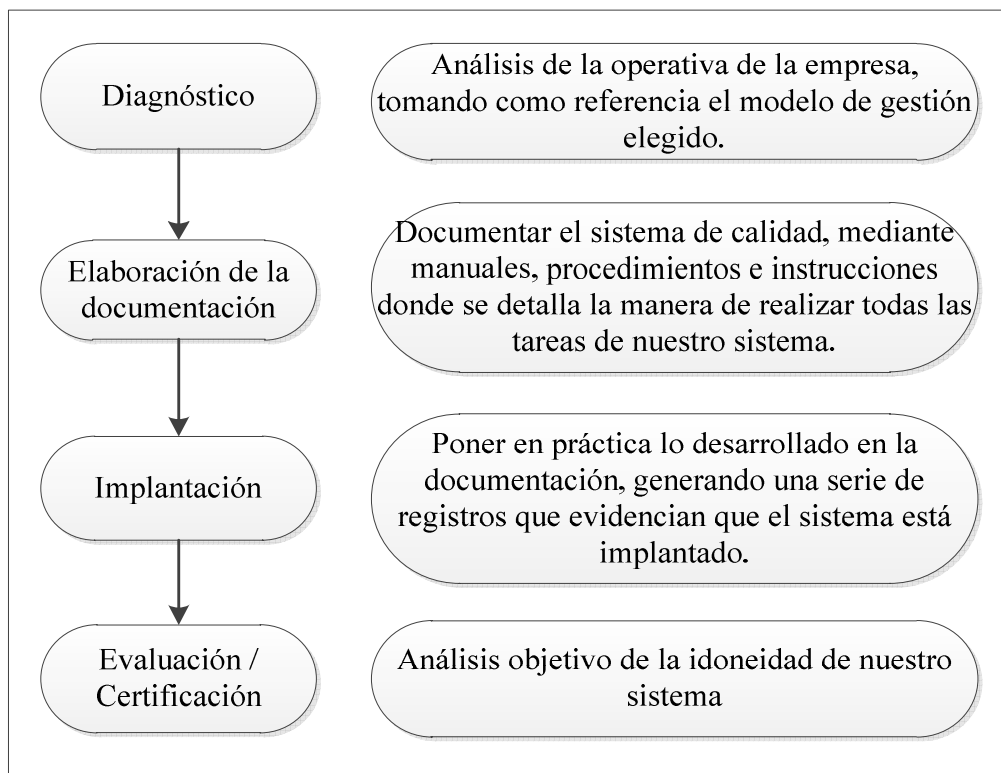 Diagnóstico
Análisis de la operativa de la empresa,
tomando como referencia el modelo de gestión
elegido.
Elaboración de la
documentación
Documentar el sistema de calidad, mediante
manuales, procedimientos e instrucciones
donde se detalla la manera de realizar todas las
tareas de nuestro sistema.
Implantación
Poner en práctica lo desarrollado en la
documentación, generando una serie de
registros que evidencian que el sistema está
implantado.
Evaluación /
Certificación
Análisis objetivo de la idoneidad de nuestro
sistema